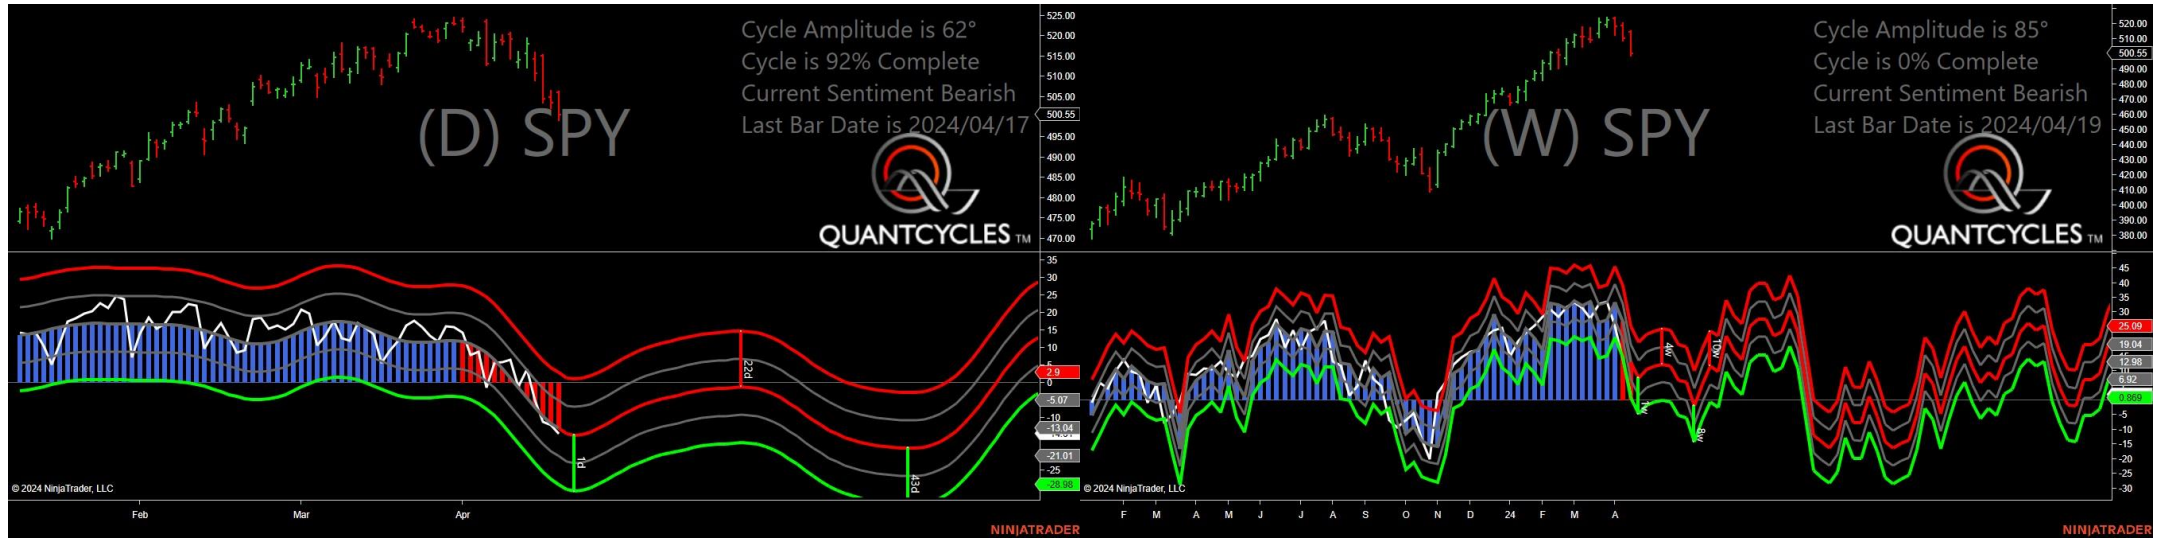 Cycle Amplitude is 62°
Cycle is 92% Complete
Current Sentiment Bearish
Last Bar Date is 2024/04/17
(D) SPY
QUANTCYCLES TM
525.00
520.00
515.00
510.00
505.00
500.55
495.00
490.00
485.00
480.00
475.00
470.00
35
30
25
20
15
10
5
2.9
0
-5.07
-10
-13.04
-21.01
-25
-28.98
1d
22d
43d
© 2024 NinjaTrader, LLC
Feb
Mar
Apr
NINJATRADER
Cycle Amplitude is 85°
Cycle is 0% Complete
Current Sentiment Bearish
Last Bar Date is 2024/04/19
(W) SPY
QUANTCYCLES TM
520.00
510.00
500.55
490.00
480.00
470.00
460.00
450.00
440.00
430.00
420.00
410.00
400.00
390.00
380.00
45
40
35
30
25.09
19.04
12.98
6.92
0.869
-5
-10
-15
-20
-25
-30
1w
4w
8w
10w
© 2024 NinjaTrader, LLC
F
M
A
M
J
J
A
S
O
N
D
24
F
M
A
NINJATRADER